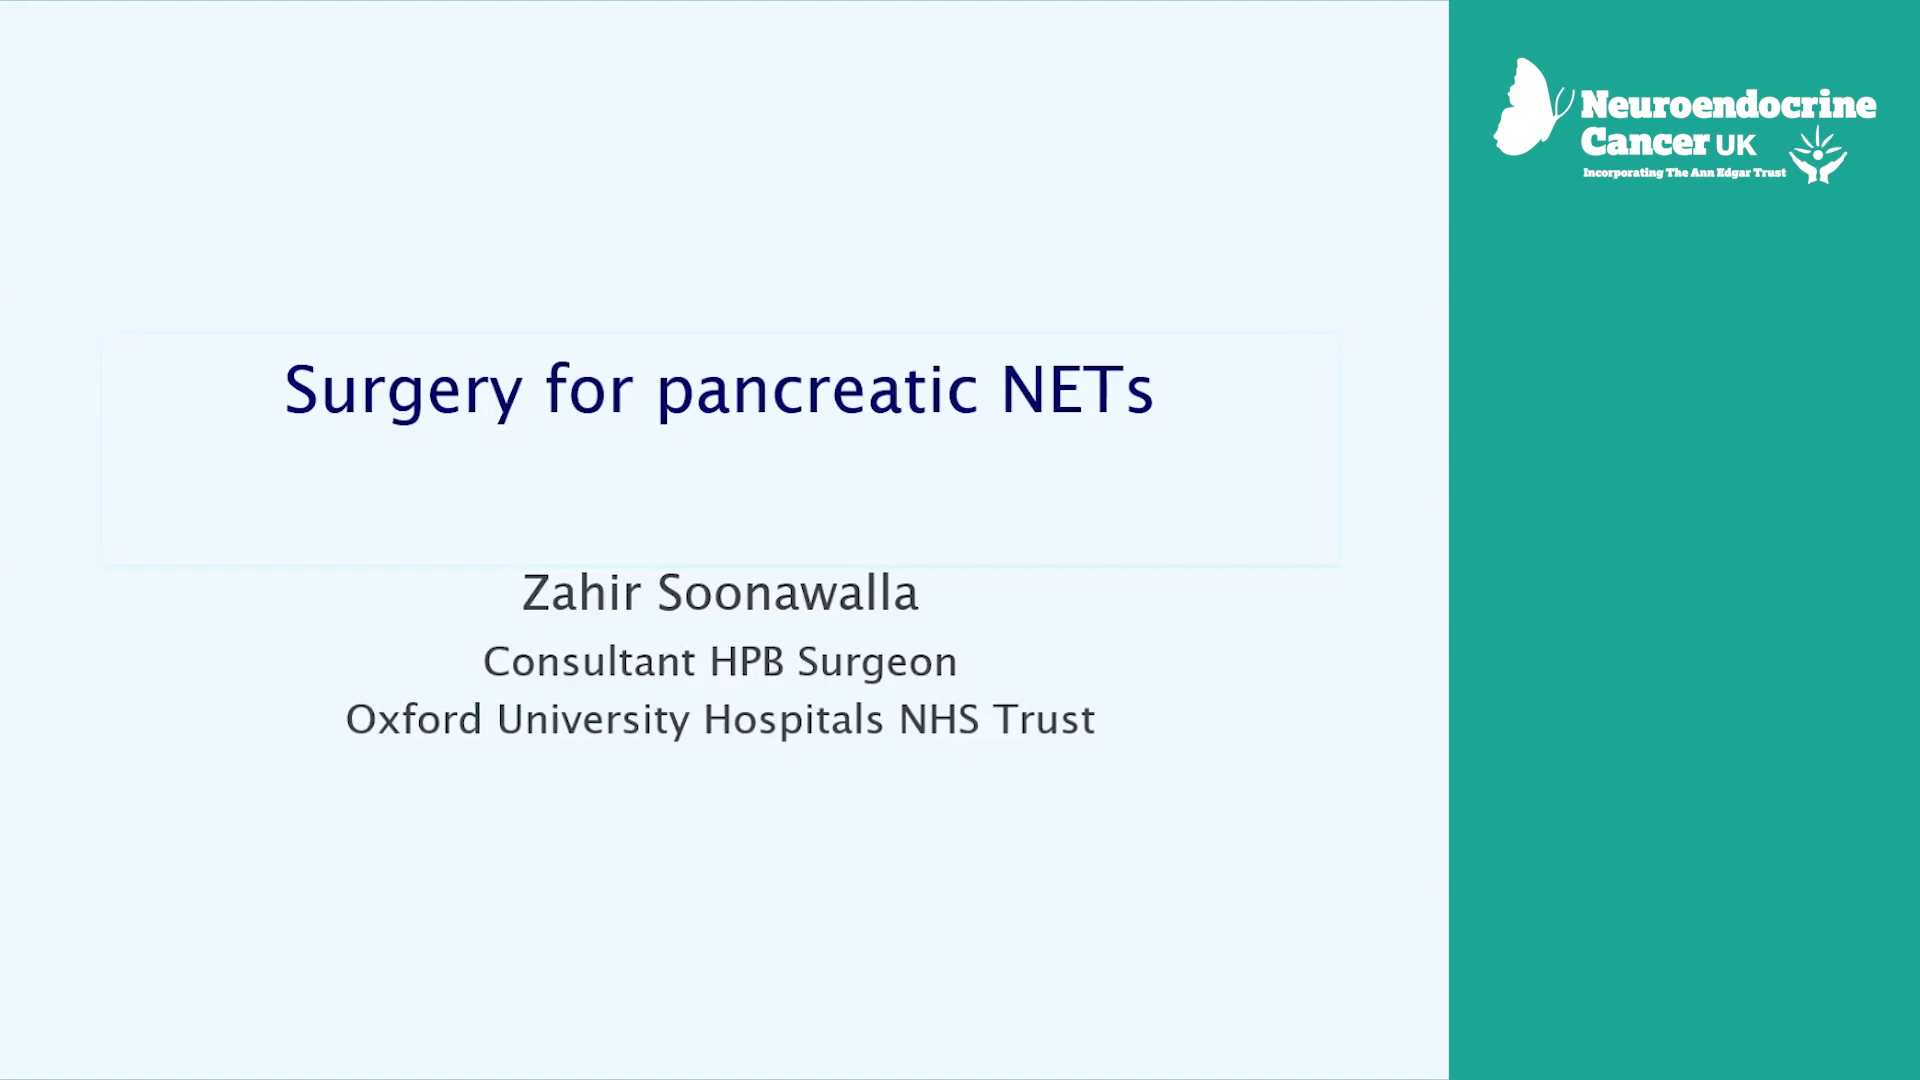 Surgery for pancreatic NETs
Zahir Soonawalla
Consultant HPB Surgeon
Oxford University Hospitals NHS Trust
Neuroendocrine
Cancer UK
Incorporating The Ann Edgar Trust